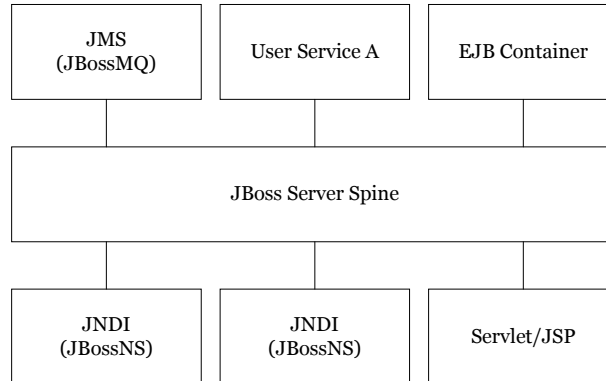 JMS
(JBossMQ)
User Service A
EJB Container
JBoss Server Spine
JNDI
(JBossNS)
JNDI
(JBossNS)
Servlet/JSP